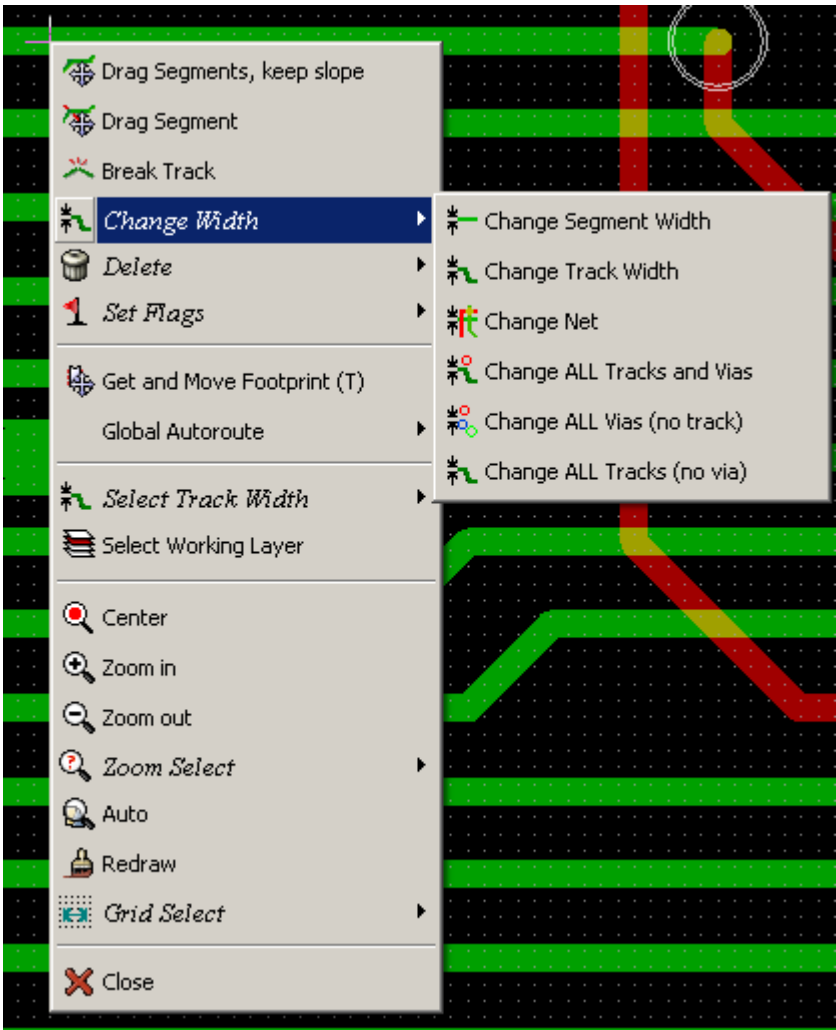 Drag Segments, keep slope
Drag Segment
Break Track
Change Width
Delete
Set Flags
Get and Move Footprint (T)
Global Autoroute
Select Track Width
Select Working Layer
Center
Zoom in
Zoom out
Zoom Select
Auto
Redraw
Grid Select
Close
Change Segment Width
Change Track Width
Change Net
Change ALL Tracks and Vias
Change ALL Vias (no track)
Change ALL Tracks (no via)